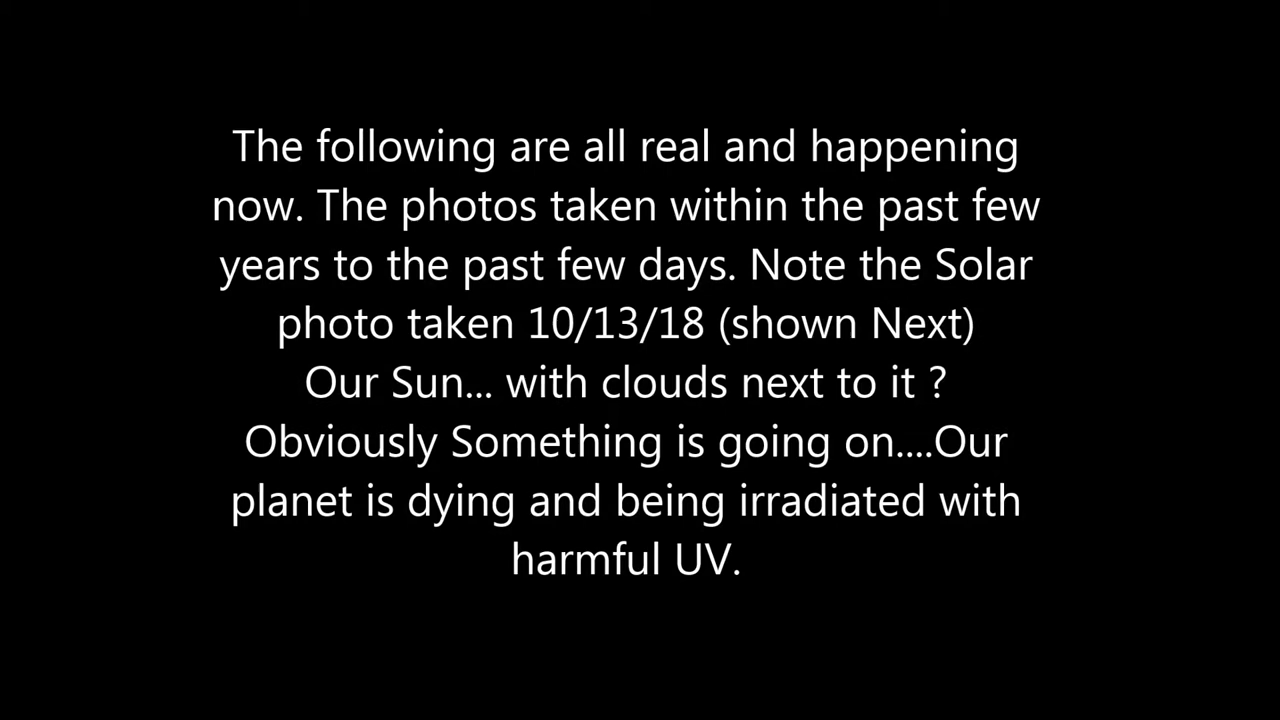 The following are all real and happening
now. The photos taken within the past few
years to the past few days. Note the Solar
photo taken 10/13/18 (shown Next)
Our Sun... with clouds next to it ?
Obviously Something is going on....Our
planet is dying and being irradiated with
harmful UV.